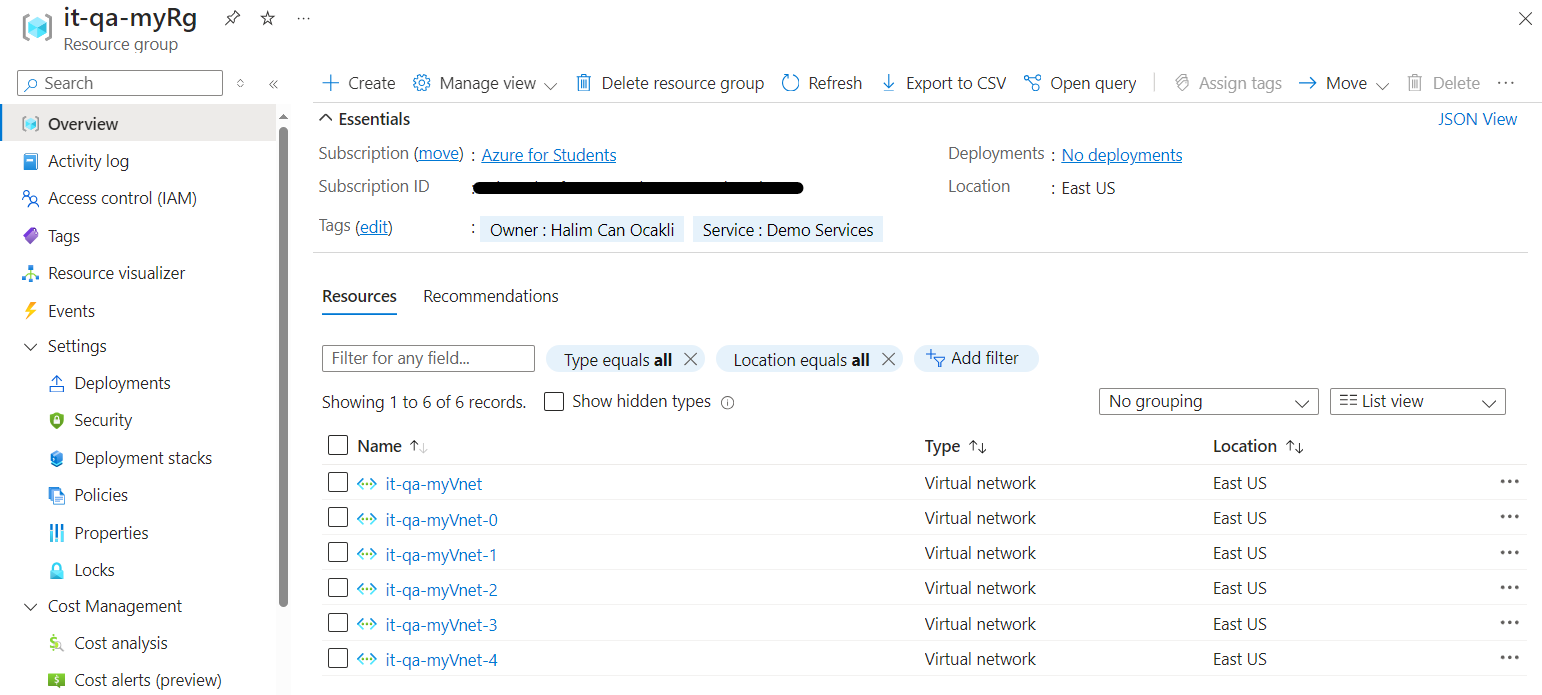 it-qa-myRg
Resource group
Search
Overview
Activity log
Access control (IAM)
Tags
Resource visualizer
Events
Settings
Deployments
Security
Deployment stacks
Policies
Properties
Locks
Cost Management
Cost analysis
Cost alerts (preview)
Create Manage view Delete resource group Refresh Export to CSV Open query Assign tags Move Delete
Essentials JSON View
Subscription (move) : Azure for Students Deployments : No deployments
Subscription ID : Location : East US
Tags (edit) : Owner : Halim Can Ocakli Service : Demo Services
Resources Recommendations
Filter for any field... Type equals all Location equals all Add filter
Showing 1 to 6 of 6 records. Show hidden types No grouping List view
Name Type Location
it-qa-myVnet Virtual network East US
it-qa-myVnet-0 Virtual network East US
it-qa-myVnet-1 Virtual network East US
it-qa-myVnet-2 Virtual network East US
it-qa-myVnet-3 Virtual network East US
it-qa-myVnet-4 Virtual network East US